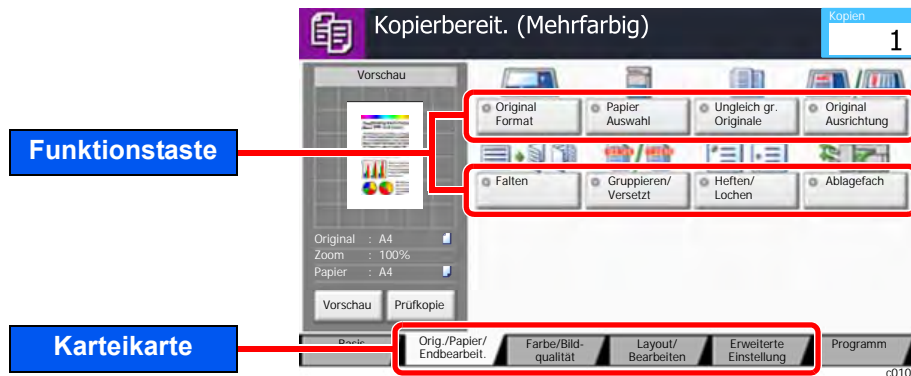 Kopierbereit. (Mehrfarbig)
Kopien
1
Vorschau
Original
Format
Papier
Auswahl
Ungleich gr.
Originale
Original
Ausrichtung
Funktionstaste
Falten
Gruppieren/
Versetzt
Heften/
Lochen
Ablagefach
Original : A4
Zoom : 100%
Papier : A4
Vorschau
Prüfkopie
Karteikarte
Basis
Orig./Papier/
Endbearbeit.
Farbe/Bild-
qualität
Layout/
Bearbeiten
Erweiterte
Einstellung
Programm
c010